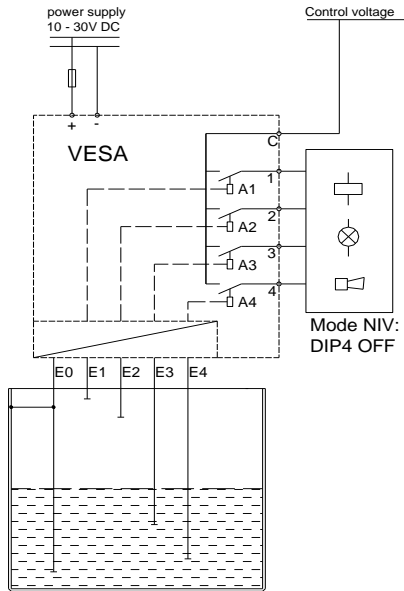 power supply
10 - 30V DC
Control voltage
+ -
VESA
C
1
A1
2
A2
3
A3
4
A4
Mode NIV:
DIP4 OFF
E0 E1 E2 E3 E4